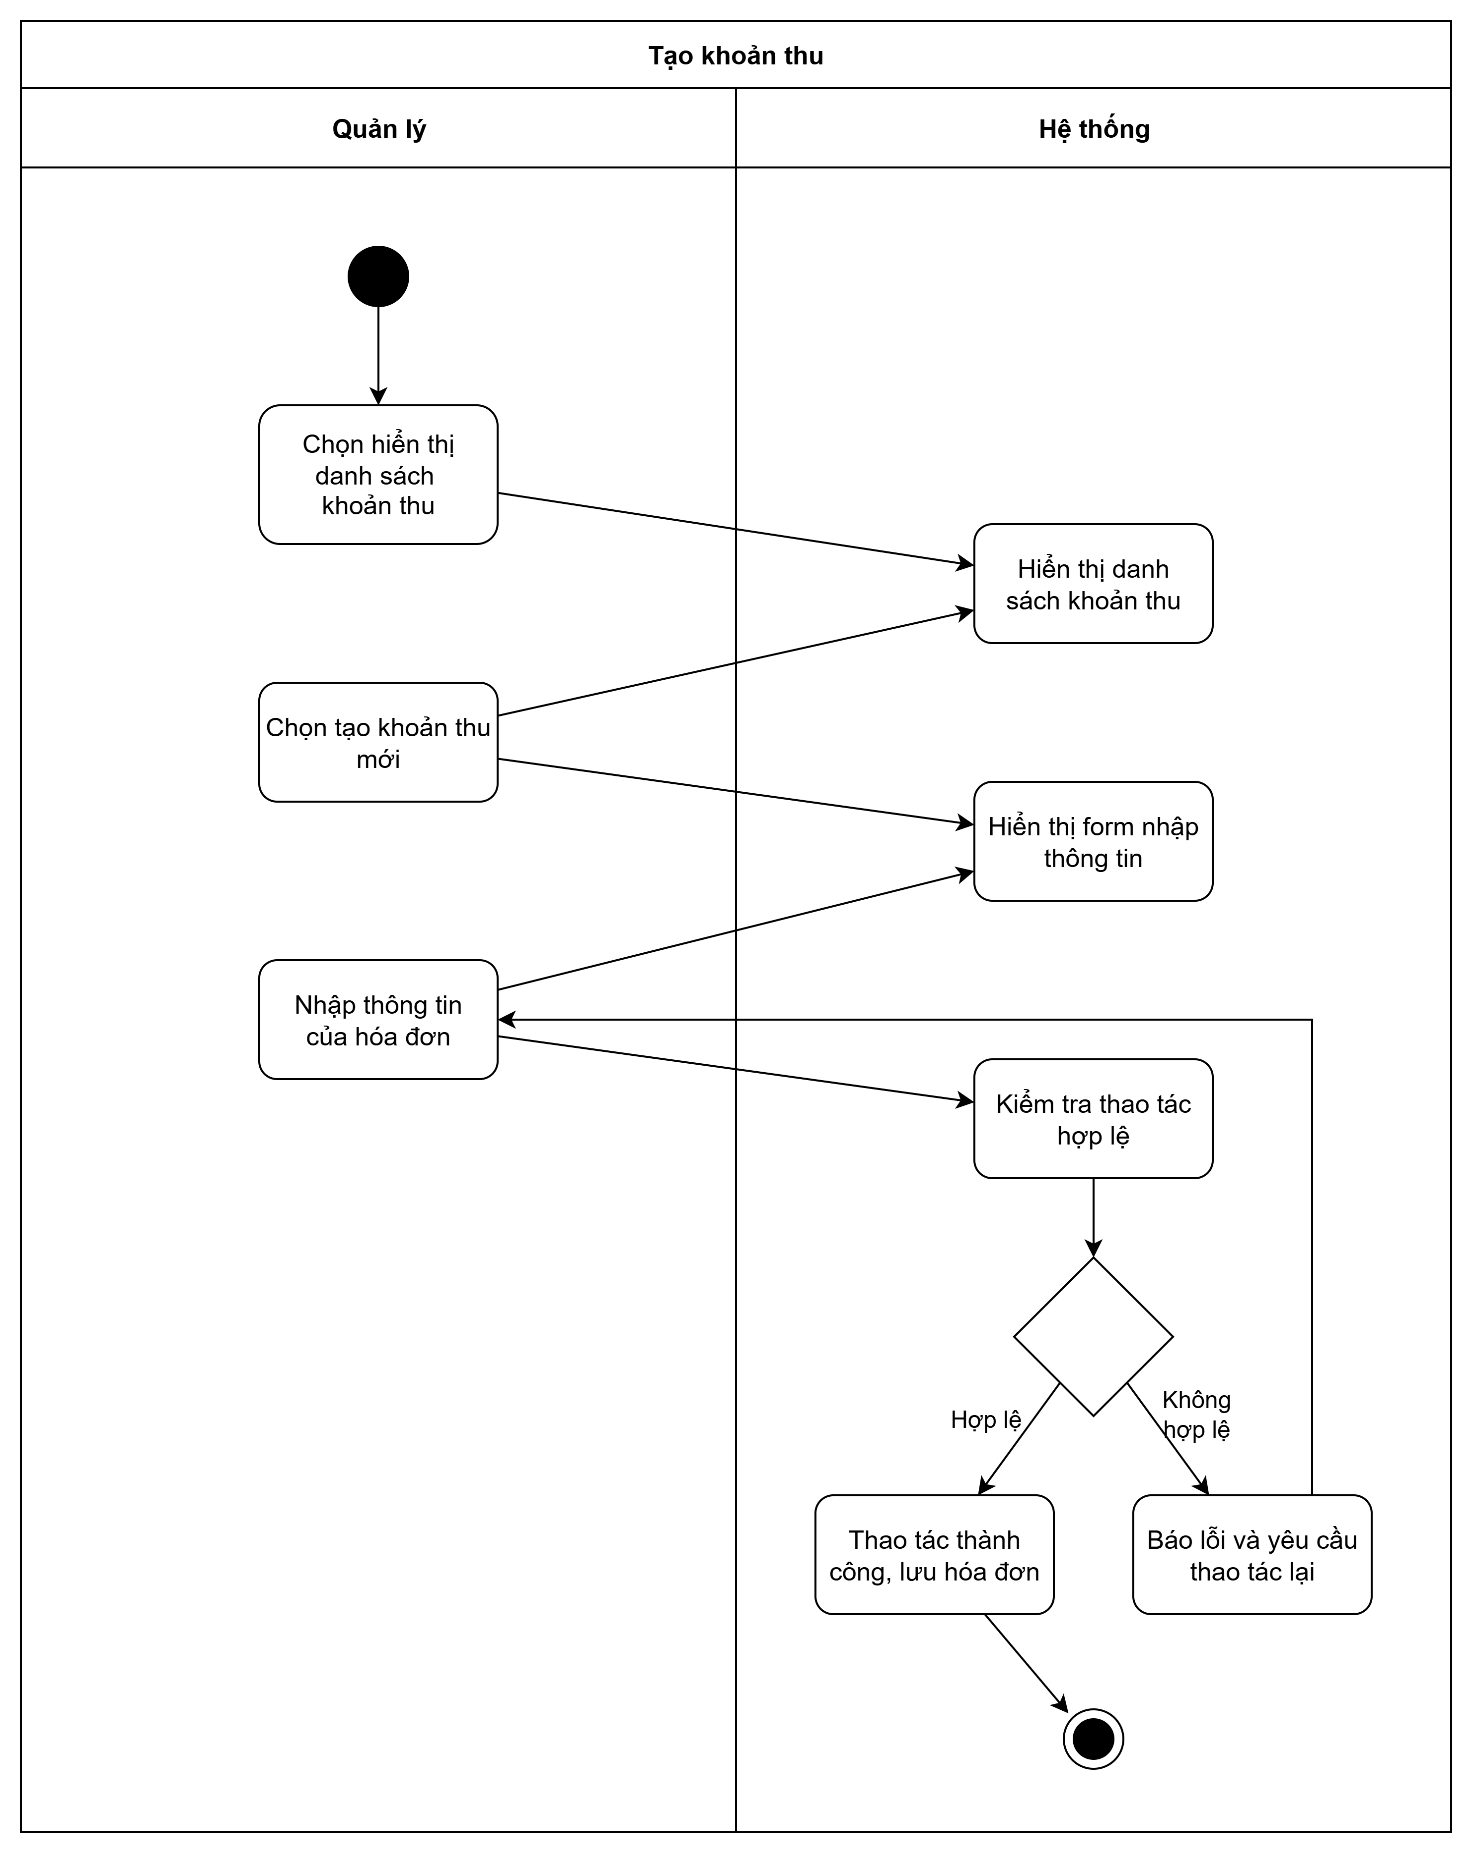 Tạo khoản thu
Quản lý
Hệ thống
Chọn hiển thị
danh sách
khoản thu
Hiển thị danh
sách khoản thu
Chọn tạo khoản thu
mới
Hiển thị form nhập
thông tin
Nhập thông tin
của hóa đơn
Kiểm tra thao tác
hợp lệ
Hợp lệ
Không
hợp lệ
Thao tác thành
công, lưu hóa đơn
Báo lỗi và yêu cầu
thao tác lại